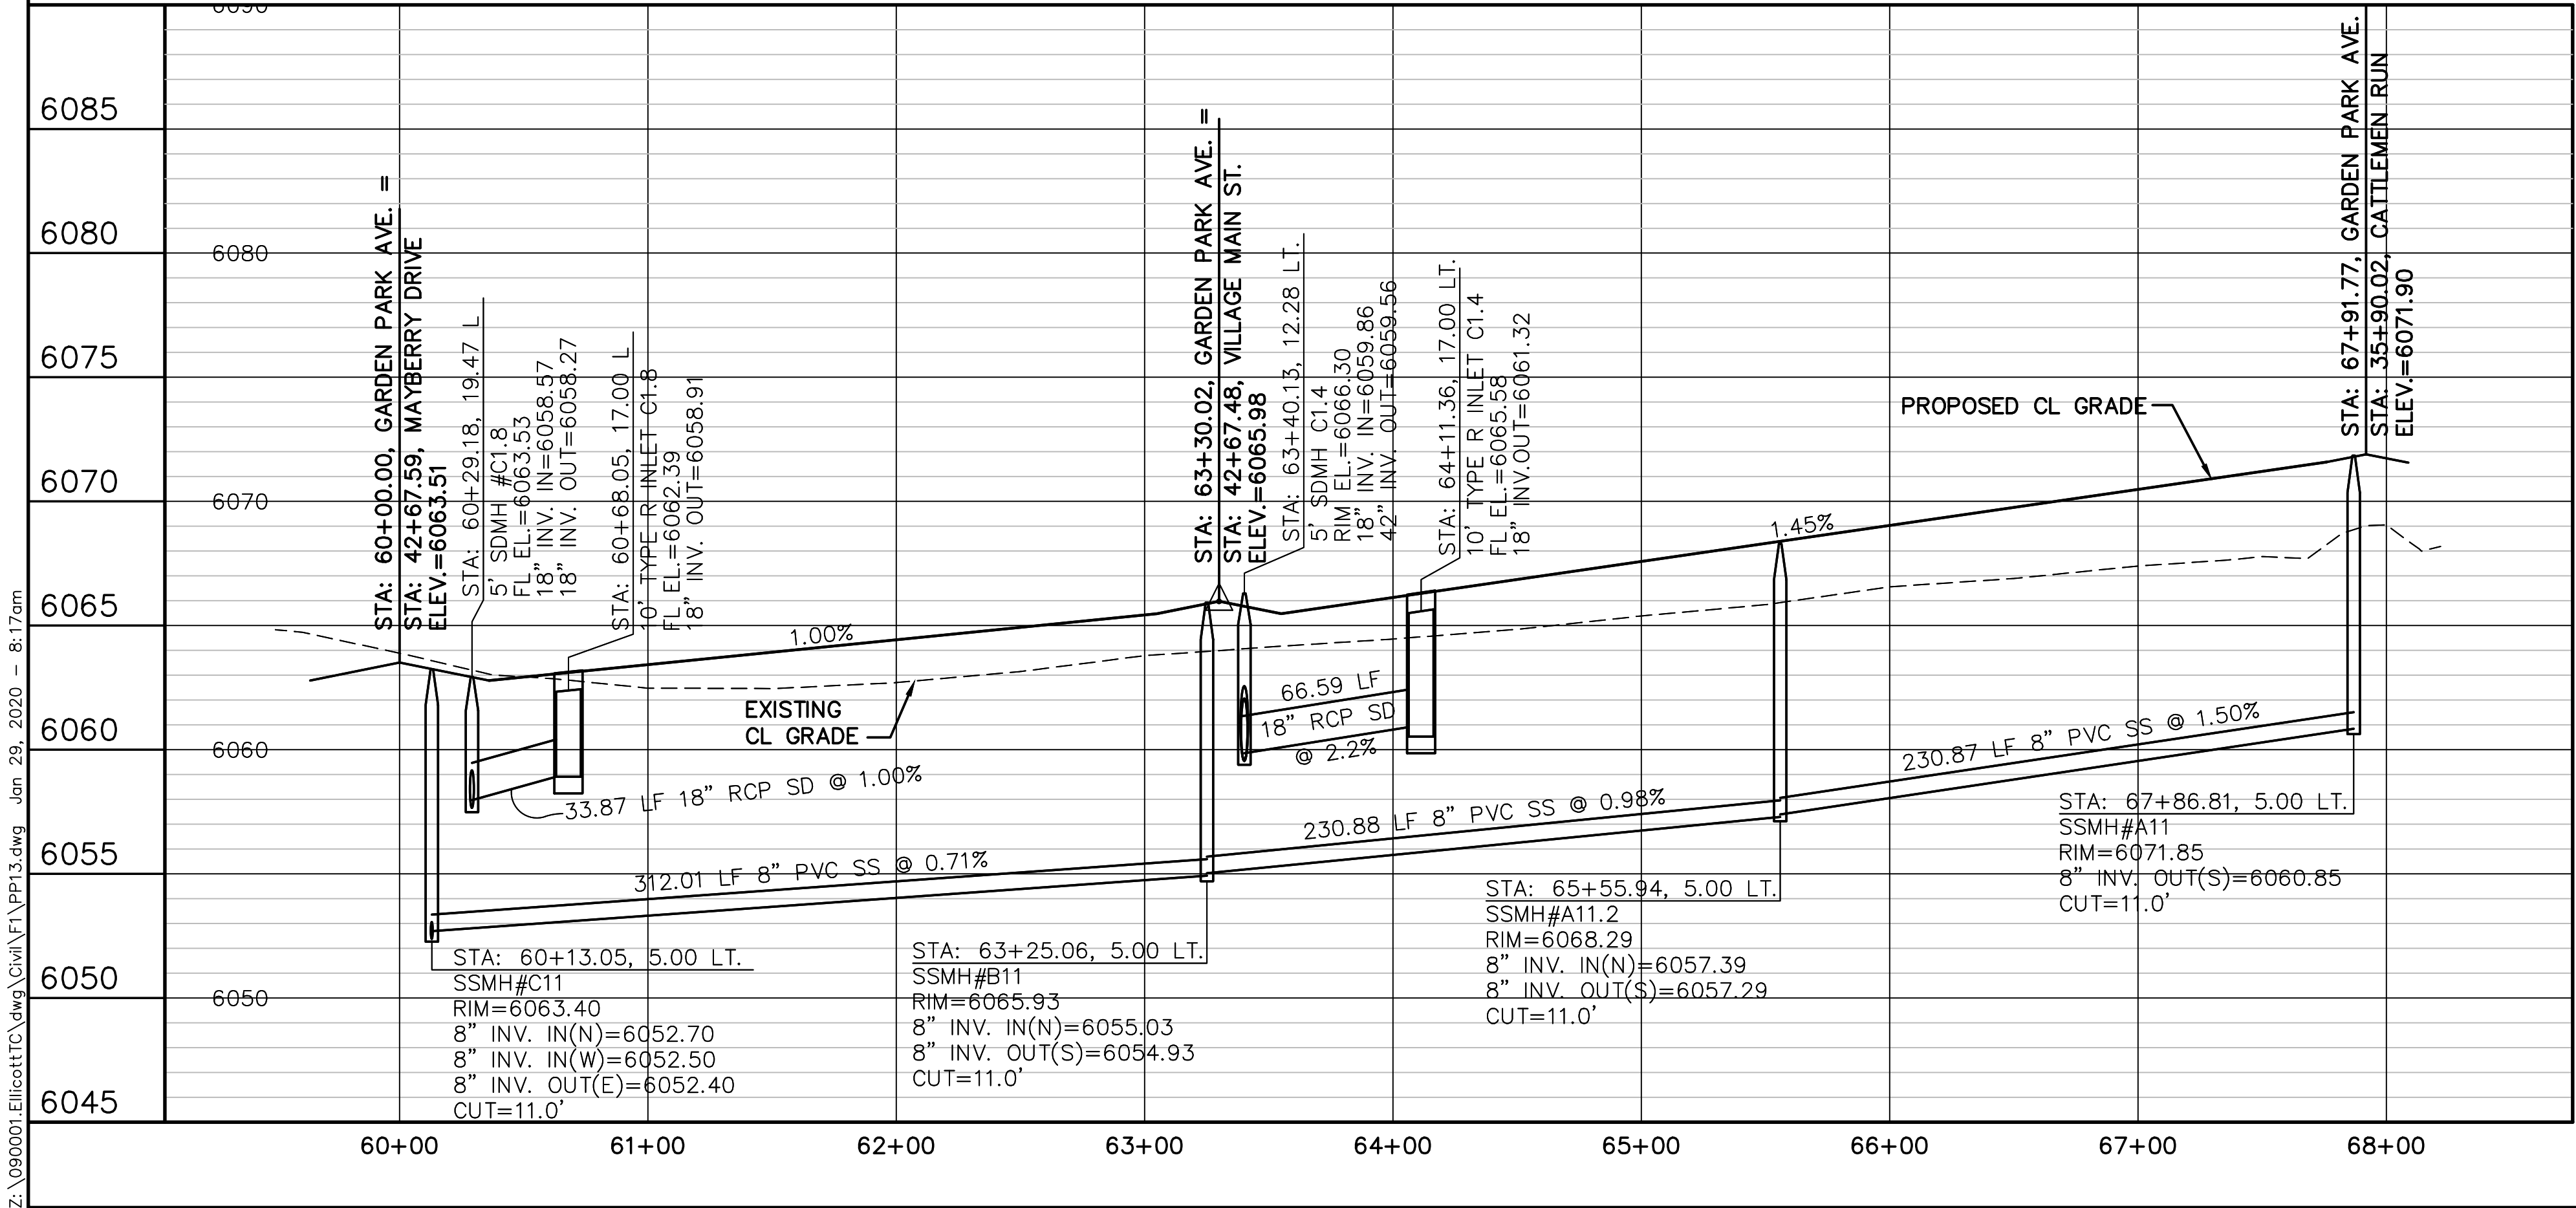 6090
6085
6080
6075
6070
6065
6060
6055
6050
6045
6080
6070
6060
6050
STA: 60+00.00, GARDEN PARK AVE. =
STA: 42+67.59, MAYBERRY DRIVE
ELEV.=6063.51
STA: 60+29.18, 19.47 L
5' SDMH #C1.8
FL EL.=6063.53
18" INV. IN=6058.57
18" INV. OUT=6058.27
STA: 60+68.05, 17.00 L
10' TYPE R INLET C1.8
FL EL.=6062.39
18" INV. OUT=6058.91
STA: 63+30.02, GARDEN PARK AVE. =
STA: 42+67.48, VILLAGE MAIN ST.
ELEV.=6065.98
STA: 63+40.13, 12.28 LT.
5' SDMH C1.4
RIM EL.=6066.30
18" INV. IN=6059.86
42" INV. OUT=6059.56
STA: 64+11.36, 17.00 LT.
10' TYPE R INLET C1.4
FL EL.=6065.58
18" INV.OUT=6061.32
STA: 67+91.77, GARDEN PARK AVE.
STA: 35+90.02, CATTLEMEN RUN
ELEV.=6071.90
PROPOSED CL GRADE
1.45%
1.00%
EXISTING
CL GRADE
66.59 LF
18" RCP SD
@ 2.2%
33.87 LF 18" RCP SD @ 1.00%
312.01 LF 8" PVC SS @ 0.71%
230.88 LF 8" PVC SS @ 0.98%
230.87 LF 8" PVC SS @ 1.50%
STA: 60+13.05, 5.00 LT.
SSMH#C11
RIM=6063.40
8" INV. IN(N)=6052.70
8" INV. IN(W)=6052.50
8" INV. OUT(E)=6052.40
CUT=11.0'
STA: 63+25.06, 5.00 LT.
SSMH#B11
RIM=6065.93
8" INV. IN(N)=6055.03
8" INV. OUT(S)=6054.93
CUT=11.0'
STA: 65+55.94, 5.00 LT.
SSMH#A11.2
RIM=6068.29
8" INV. IN(N)=6057.39
8" INV. OUT(S)=6057.29
CUT=11.0'
STA: 67+86.81, 5.00 LT.
SSMH#A11
RIM=6071.85
8" INV. OUT(S)=6060.85
CUT=11.0'
60+00
61+00
62+00
63+00
64+00
65+00
66+00
67+00
68+00
Z:\090001.EllicottTC\dwg\Civil\F1\PP13.dwg Jan 29, 2020 - 8:17am